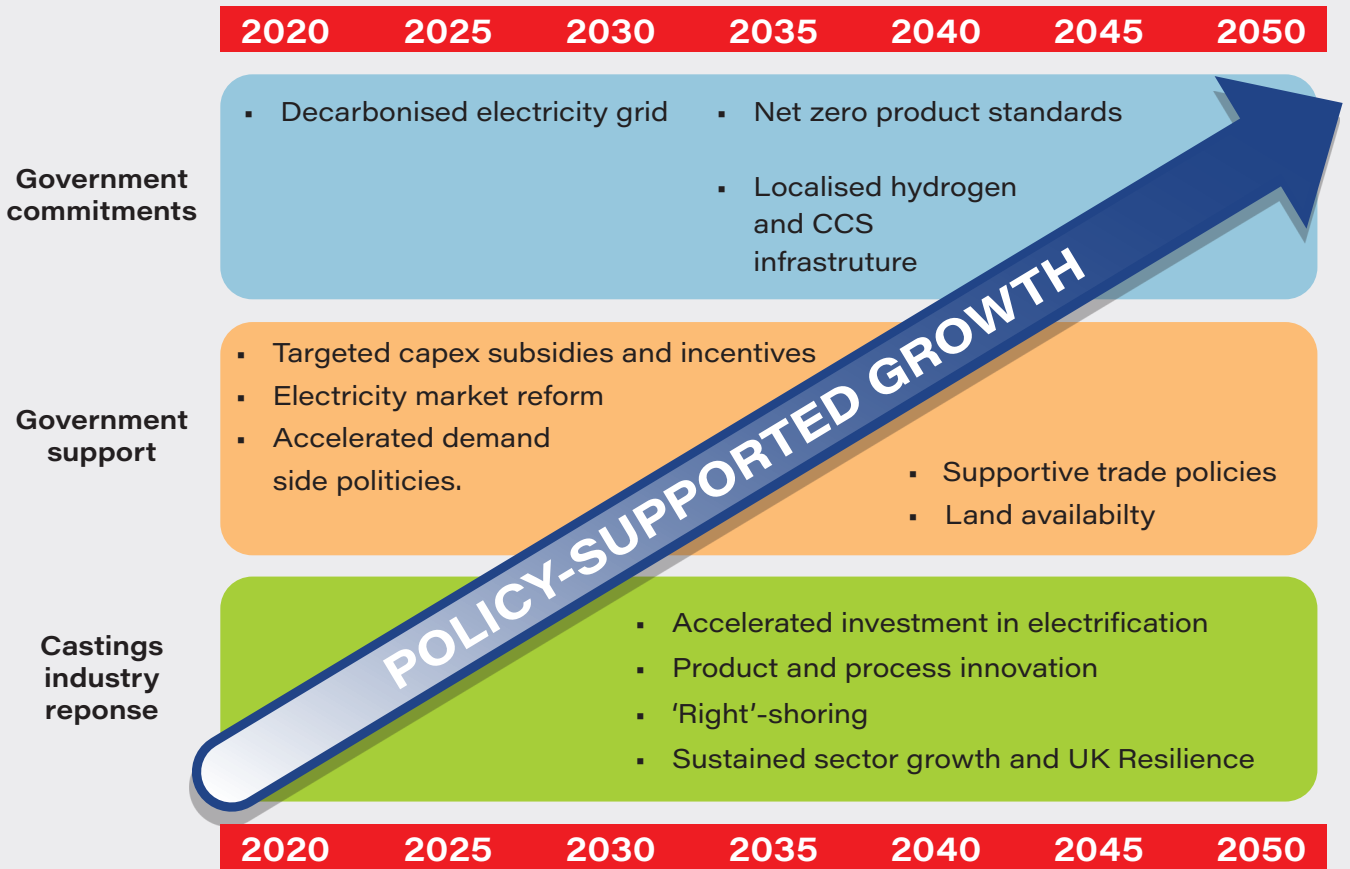 2020 2025 2030 2035 2040 2045 2050
Government
commitments
▪ Decarbonised electricity grid
▪ Net zero product standards
▪ Localised hydrogen
and CCS
infrastruture
Government
support
▪ Targeted capex subsidies and incentives
▪ Electricity market reform
▪ Accelerated demand
side politicies.
▪ Supportive trade policies
▪ Land availabilty
POLICY-SUPPORTED GROWTH
Castings
industry
reponse
▪ Accelerated investment in electrification
▪ Product and process innovation
▪ ‘Right’-shoring
▪ Sustained sector growth and UK Resilience
2020 2025 2030 2035 2040 2045 2050